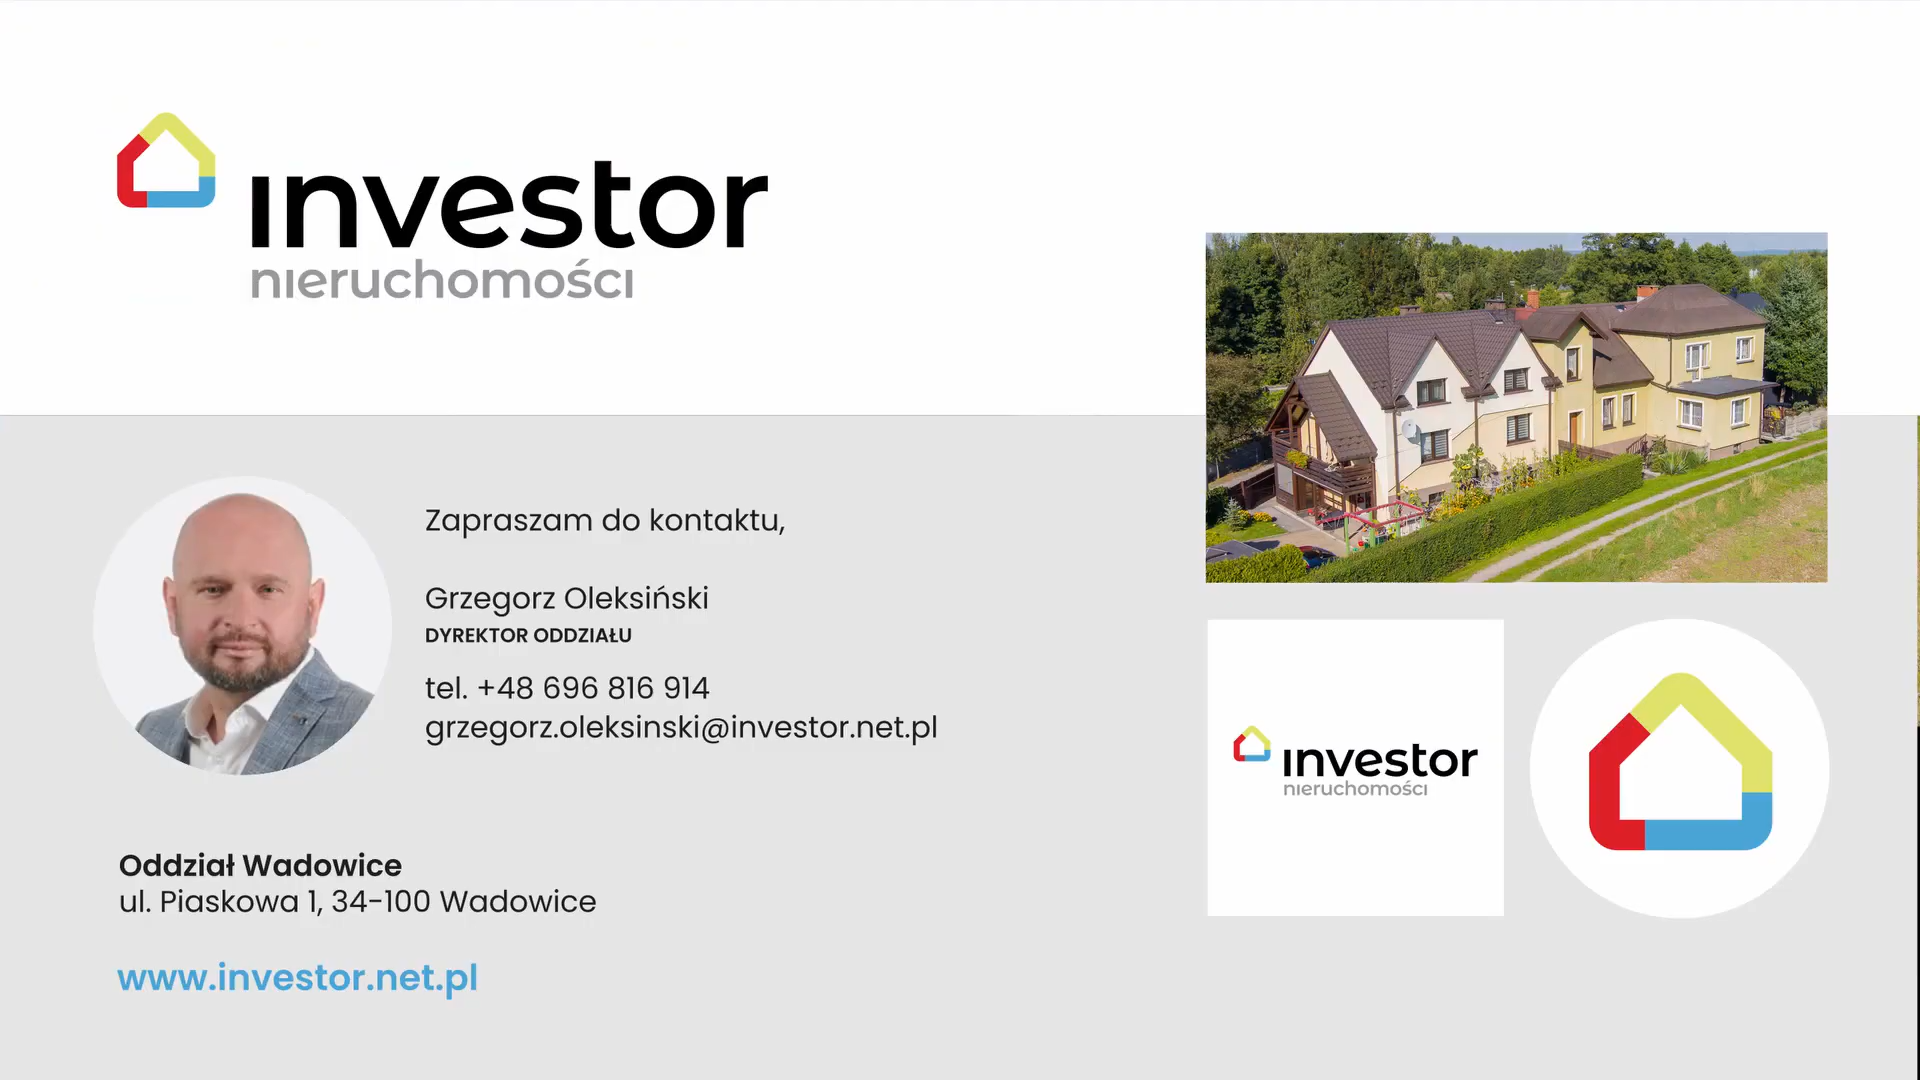 investor
nieruchomości
Zapraszam do kontaktu,
Grzegorz Oleksiński
DYREKTOR ODDZIAŁU
tel. +48 696 816 914
grzegorz.oleksinski@investor.net.pl
Oddział Wadowice
ul. Piaskowa 1, 34-100 Wadowice
www.investor.net.pl
investor
nieruchomości